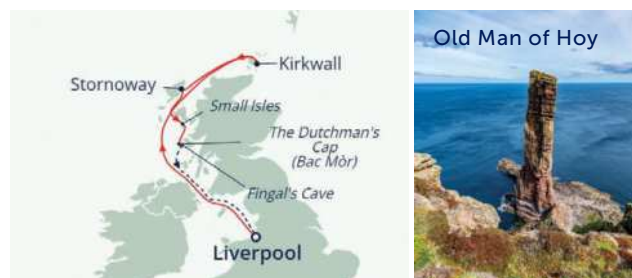 Kirkwall
Stornoway
Small Isles
The Dutchman's
Cap
(Bac Mòr)
Fingal's Cave
Liverpool
Old Man of Hoy